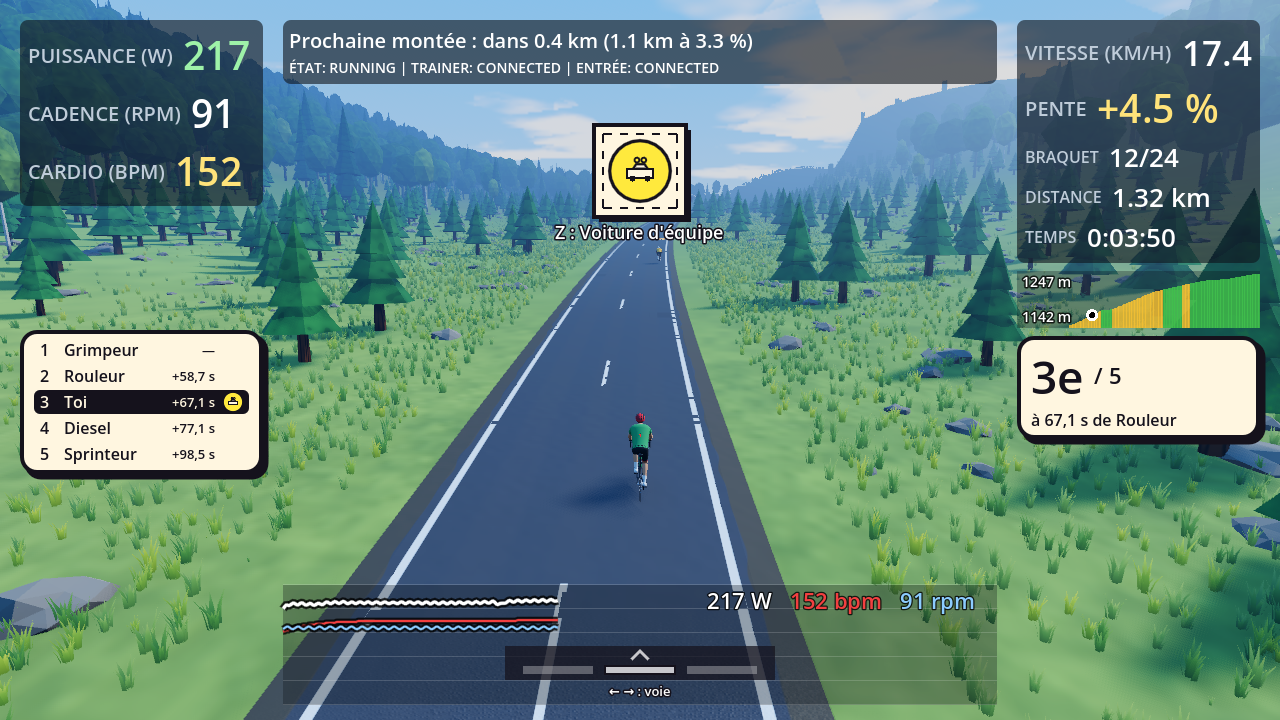 PUISSANCE (W) 217
CADENCE (RPM) 91
CARDIO (BPM) 152
Prochaine montée : dans 0.4 km (1.1 km à 3.3 %)
ÉTAT: RUNNING | TRAINER: CONNECTED | ENTRÉE: CONNECTED
VITESSE (KM/H) 17.4
PENTE +4.5 %
BRAQUET 12/24
DISTANCE 1.32 km
TEMPS 0:03:50
Z : Voiture d'équipe
1247 m
1142 m
1 Grimpeur —
2 Rouleur +58,7 s
3 Toi +67,1 s
4 Diesel +77,1 s
5 Sprinteur +98,5 s
3e / 5
à 67,1 s de Rouleur
217 W 152 bpm 91 rpm
← → : voie